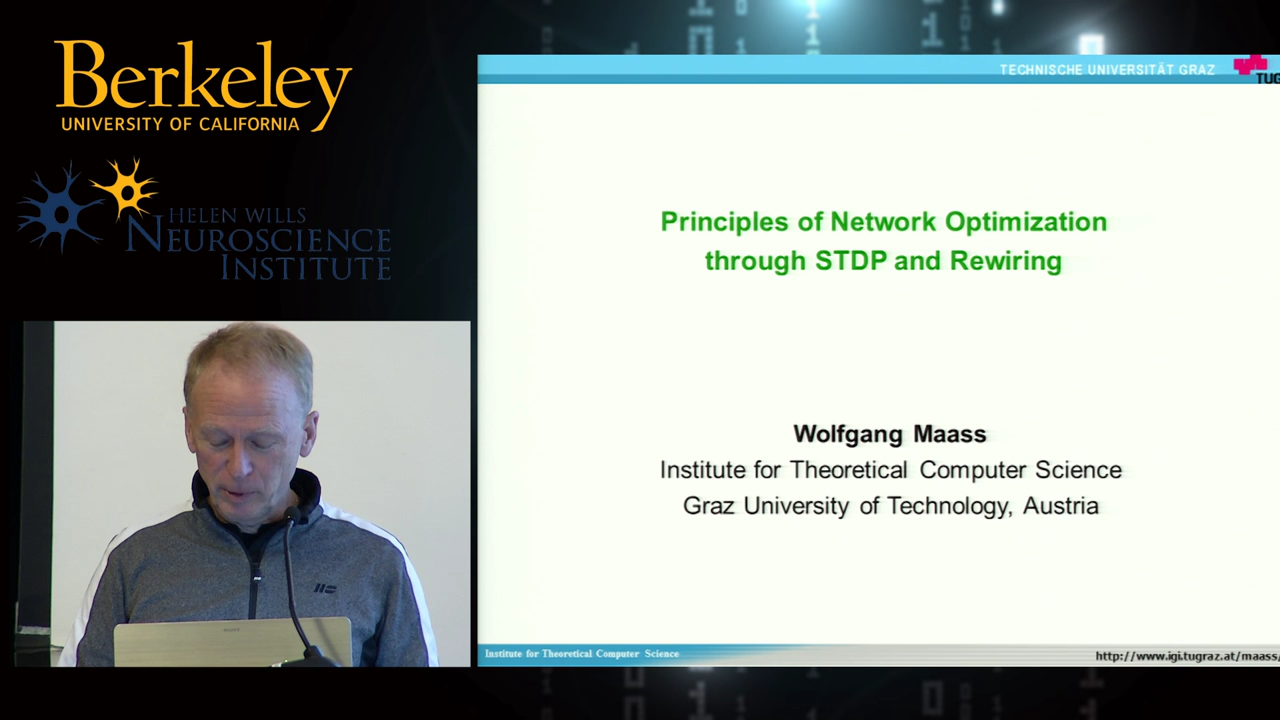 Berkeley
UNIVERSITY OF CALIFORNIA
HELEN WILLS
NEUROSCIENCE
INSTITUTE
TECHNISCHE UNIVERSITÄT GRAZ
TUG
Principles of Network Optimization
through STDP and Rewiring
Wolfgang Maass
Institute for Theoretical Computer Science
Graz University of Technology, Austria
Institute for Theoretical Computer Science
http://www.igi.tugraz.at/maass/